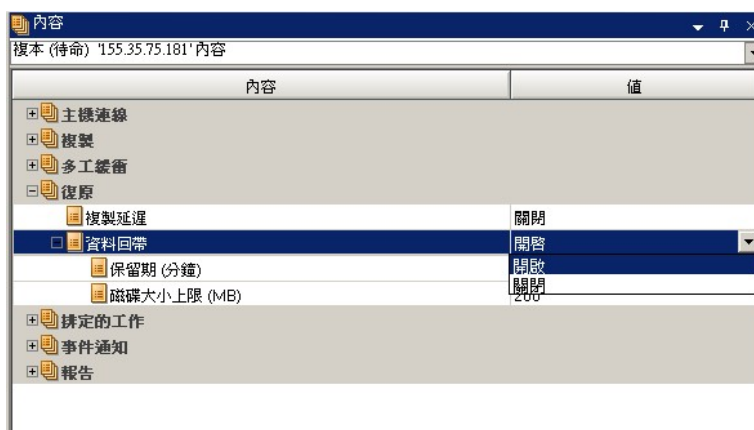 內容
複本 (待命) '155.35.75.181' 內容
內容 值
主機連線
複製
多工緩衝
復原
複製延遲 關閉
資料回帶 開啟
保留期 (分鐘) 開啟
關閉
磁碟大小上限 (MB) 200
排定的工作
事件通知
報告